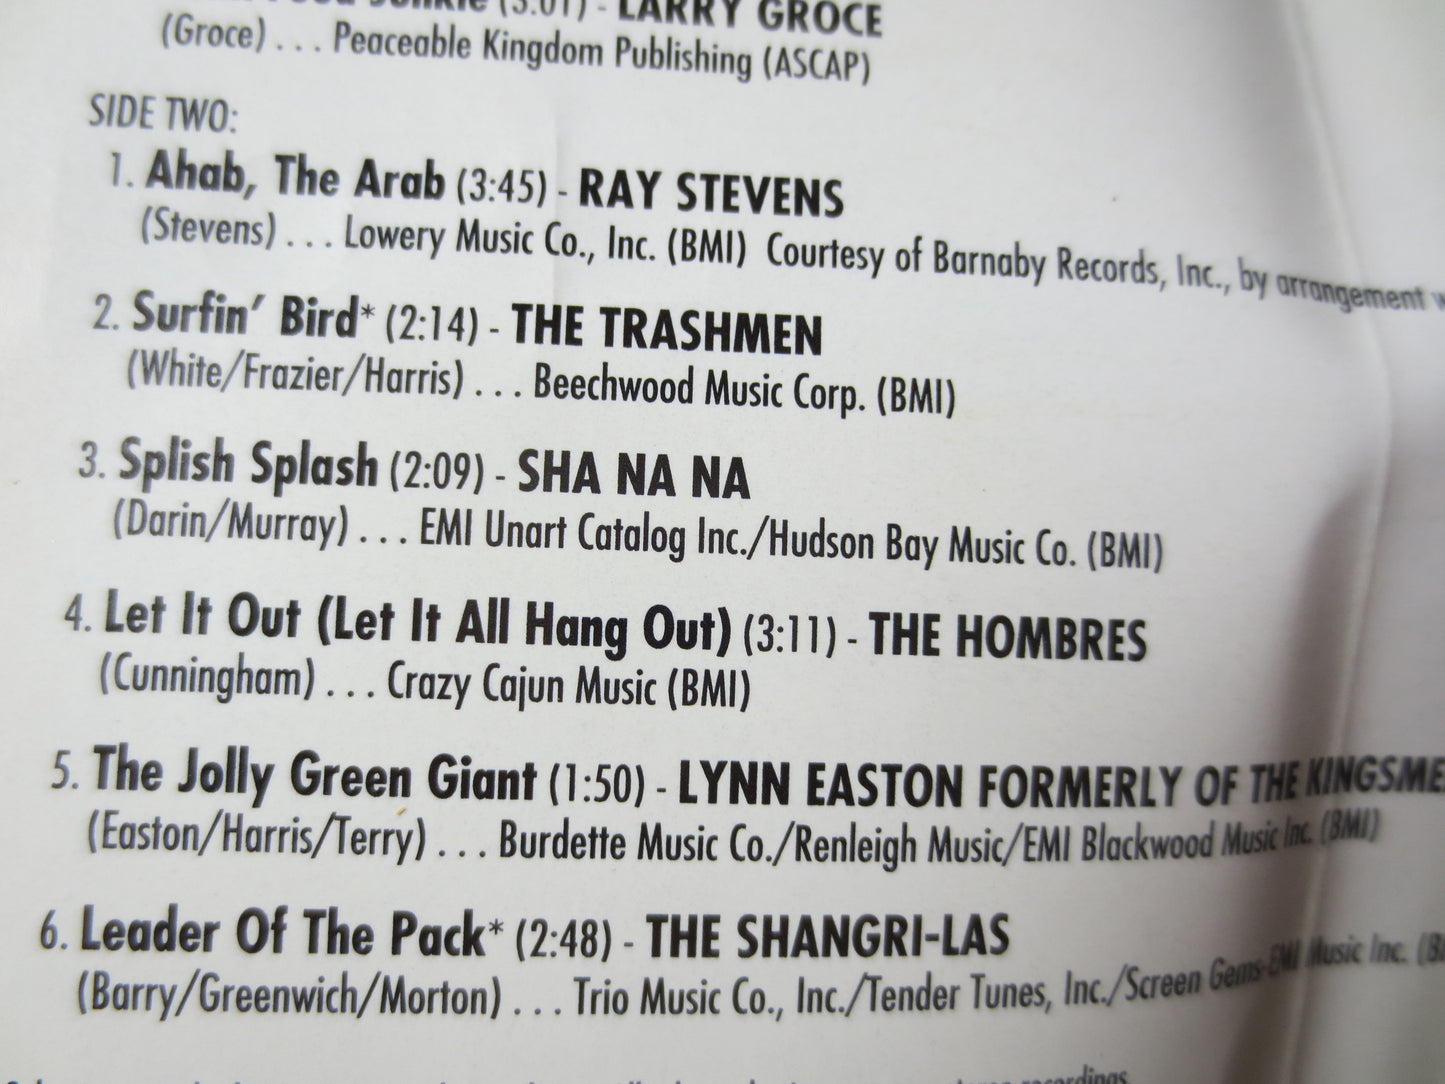 Junkie (3:01) - LARRY GROCE
(Groce) . . . Peaceable Kingdom Publishing (ASCAP)
SIDE TWO:
1. Ahab, The Arab (3:45) - RAY STEVENS
(Stevens) . . . Lowery Music Co., Inc. (BMI) Courtesy of Barnaby Records, Inc., by arrangement
2. Surfin’ Bird* (2:14) - THE TRASHMEN
(White/Frazier/Harris) . . . Beechwood Music Corp. (BMI)
3. Splish Splash (2:09) - SHA NA NA
(Darin/Murray) . . . EMI Unart Catalog Inc./Hudson Bay Music Co. (BMI)
4. Let It Out (Let It All Hang Out) (3:11) - THE HOMBRES
(Cunningham) . . . Crazy Cajun Music (BMI)
5. The Jolly Green Giant (1:50) - LYNN EASTON FORMERLY OF THE KINGSME
(Easton/Harris/Terry) . . . Burdette Music Co./Renleigh Music/EMI Blackwood Music Inc. (BMI)
6. Leader Of The Pack* (2:48) - THE SHANGRI-LAS
(Barry/Greenwich/Morton) . . . Trio Music Co., Inc./Tender Tunes, Inc./Screen Gems-EMI Music Inc.
recordings